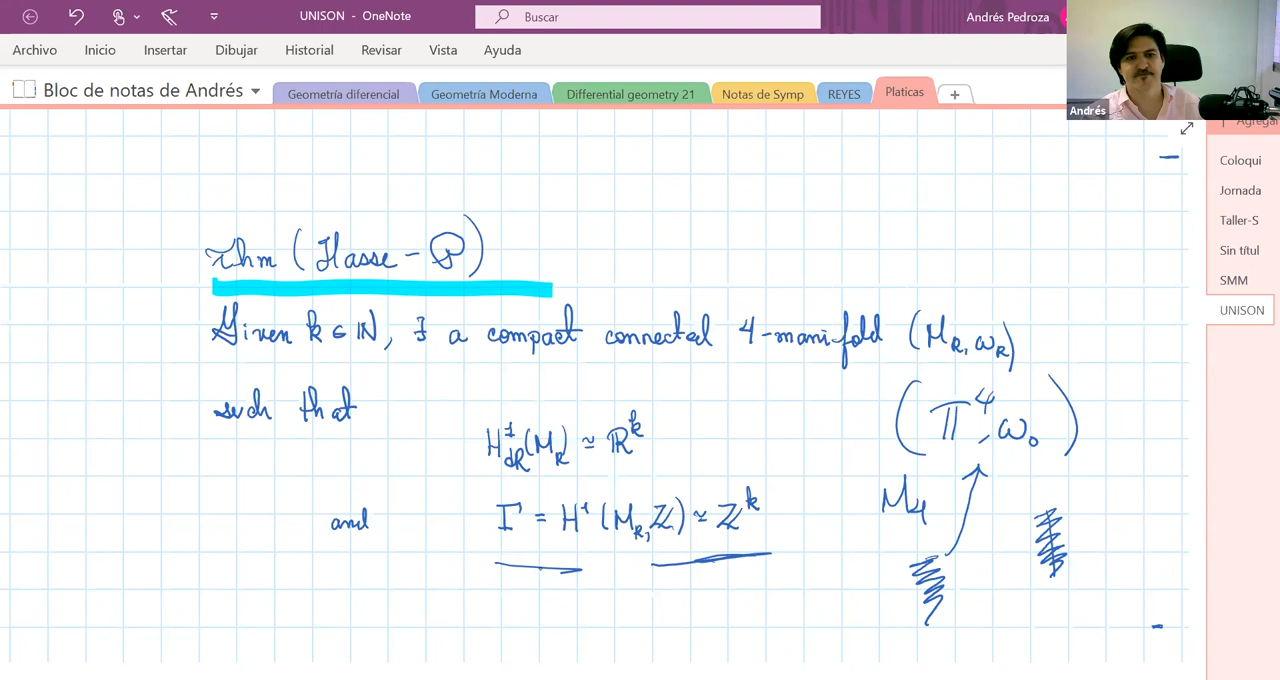 UNISON - OneNote
Buscar
Andrés Pedroza
Archivo Inicio Insertar Dibujar Historial Revisar Vista Ayuda
Bloc de notas de Andrés
Geometría diferencial
Geometría Moderna
Differential geometry 21
Notas de Symp
REYES
Platicas
Andrés
Agregar
Coloqui
Jornada
Taller-S
Sin títul
SMM
UNISON
Thm (Hasse - P)
Given k ∈ ℕ, ∃ a compact connected 4-manifold (M_k, ω_k)
such that
H^1_dR(M_k) ≃ ℝ^k
(𝕋^4, ω_0)
M_4
and Γ = H^1(M_k, ℤ) ≃ ℤ^k